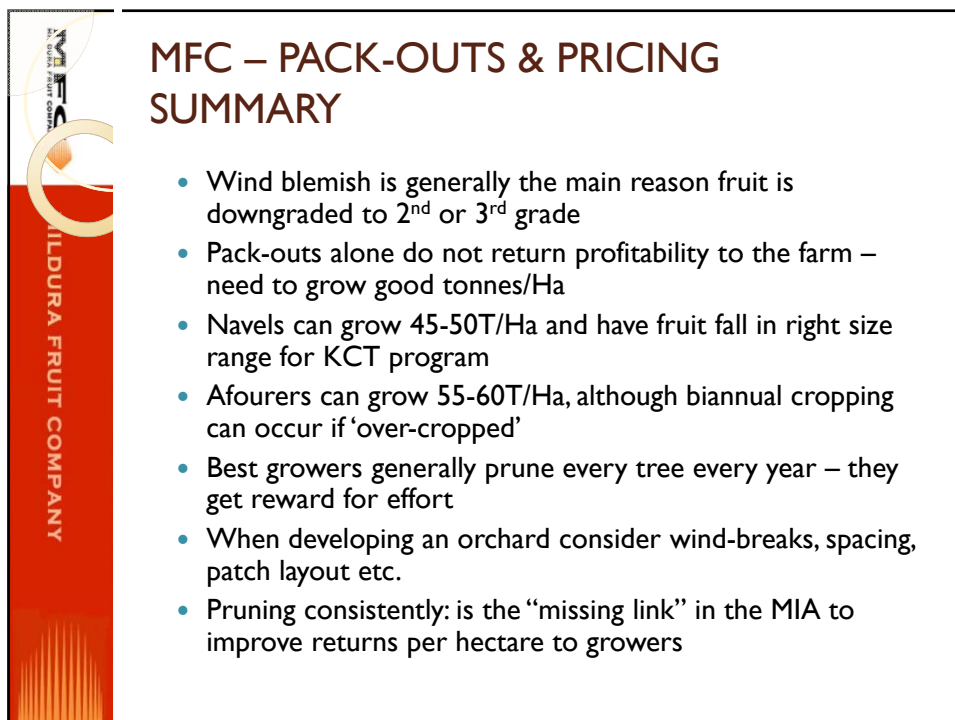 MFC – PACK-OUTS & PRICING
SUMMARY
• Wind blemish is generally the main reason fruit is
downgraded to 2nd or 3rd grade
• Pack-outs alone do not return profitability to the farm –
need to grow good tonnes/Ha
• Navels can grow 45-50T/Ha and have fruit fall in right size
range for KCT program
• Afourers can grow 55-60T/Ha, although biannual cropping
can occur if ‘over-cropped’
• Best growers generally prune every tree every year – they
get reward for effort
• When developing an orchard consider wind-breaks, spacing,
patch layout etc.
• Pruning consistently: is the “missing link” in the MIA to
improve returns per hectare to growers
MFC
ILDURA FRUIT COMPANY